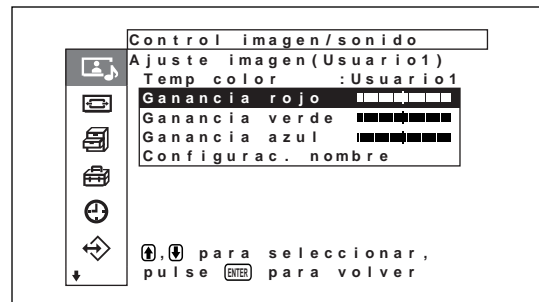 Control imagen/sonido
Ajuste imagen(Usuario1)
Temp color :Usuario1
Ganancia rojo
Ganancia verde
Ganancia azul
Configurac. nombre
, para seleccionar,
pulse ENTER para volver